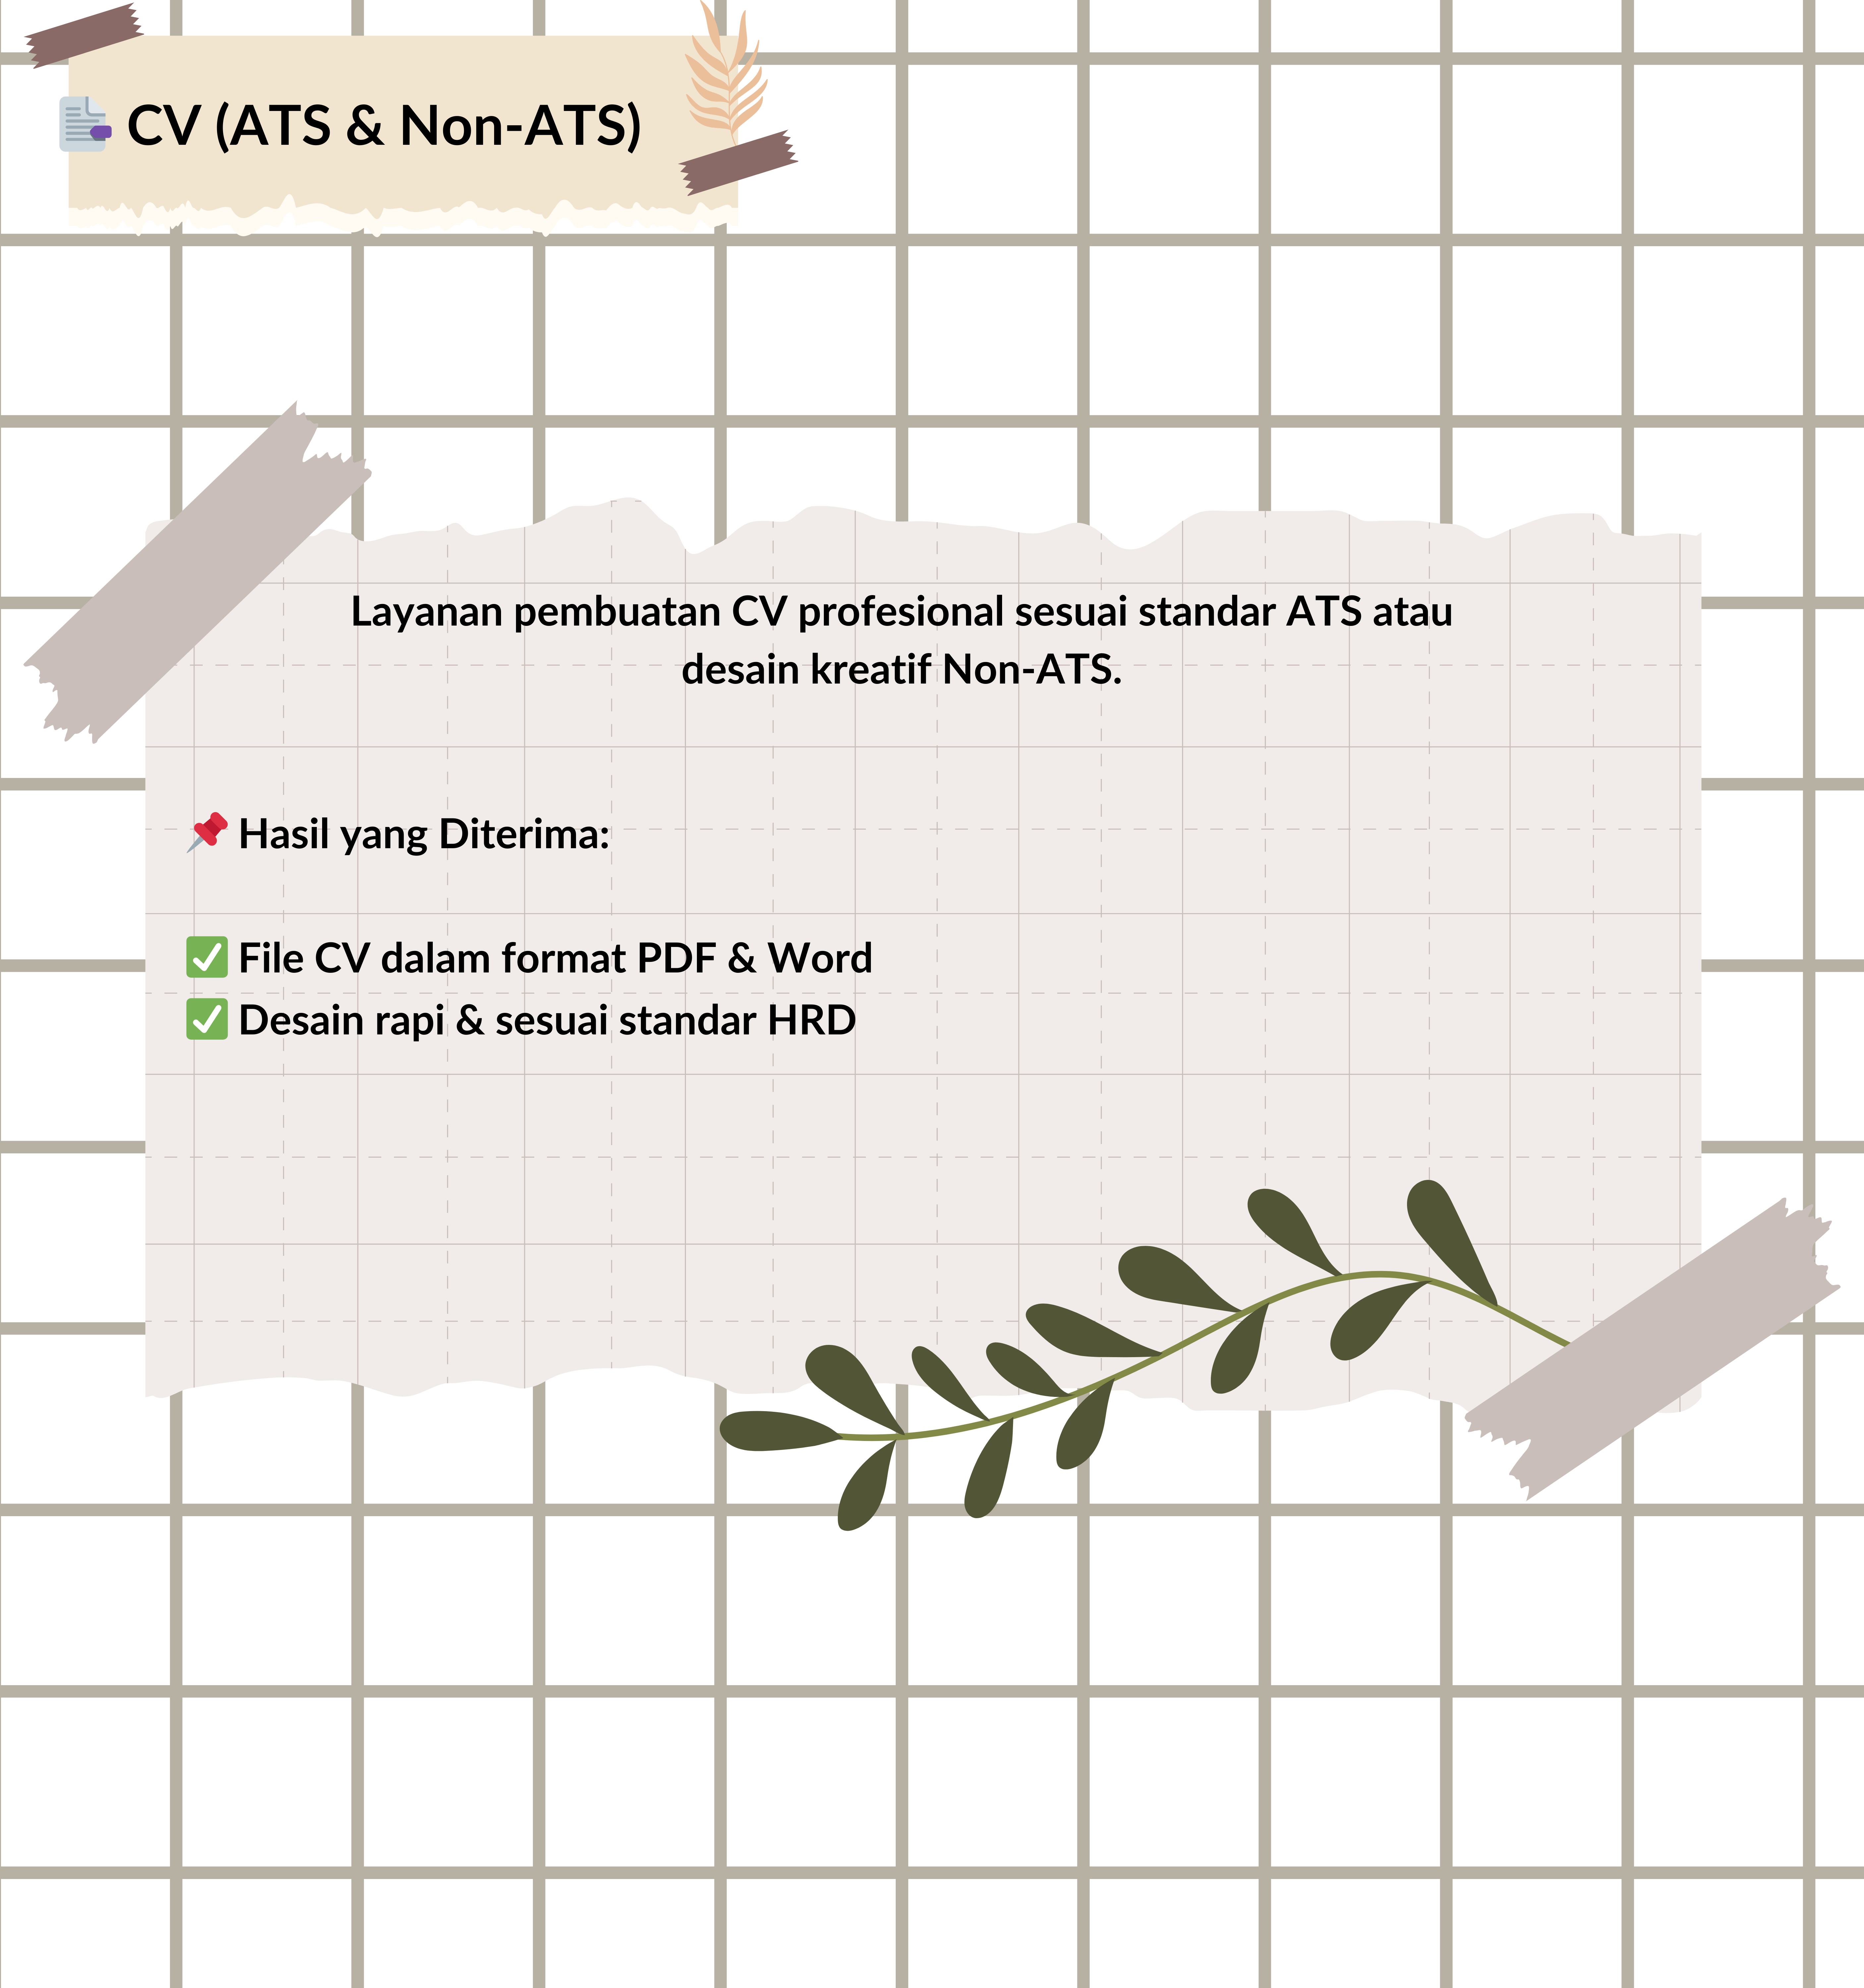 CV (ATS & Non-ATS)
Layanan pembuatan CV profesional sesuai standar ATS atau
desain kreatif Non-ATS.
📌 Hasil yang Diterima:
✅ File CV dalam format PDF & Word
✅ Desain rapi & sesuai standar HRD